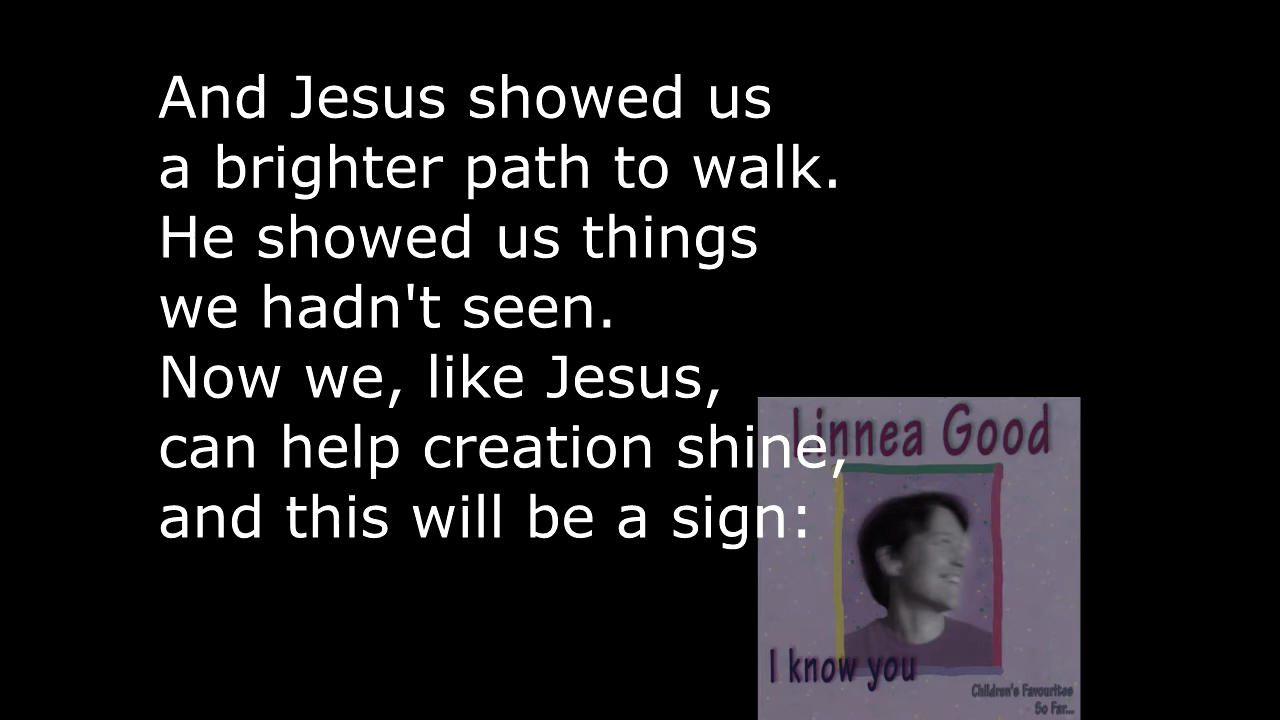 And Jesus showed us
a brighter path to walk.
He showed us things
we hadn't seen.
Now we, like Jesus,
can help creation shine,
and this will be a sign:
Linnea Good
I know you
Children's Favourites
So Far...